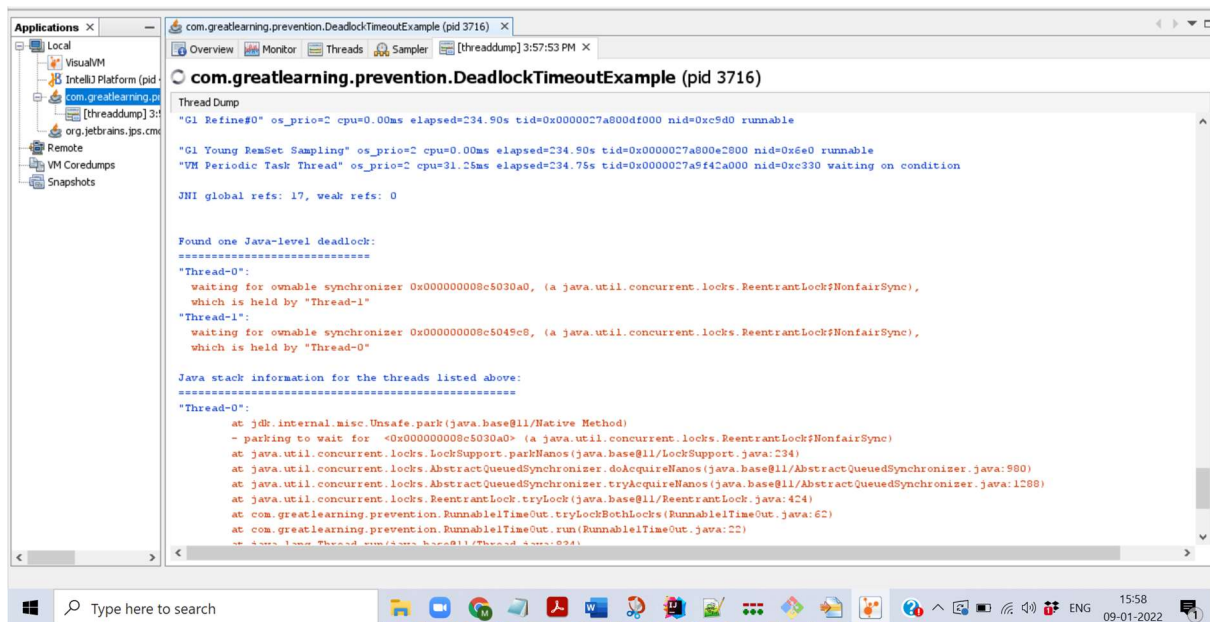 Applications
com.greatlearning.prevention.DeadlockTimeoutExample (pid 3716)
Local
VisualVM
IntelliJ Platform (pid
com.greatlearning.pr
[threaddump] 3:5
org.jetbrains.jps.cmd
Remote
VM Coredumps
Snapshots
Overview Monitor Threads Sampler [threaddump] 3:57:53 PM
com.greatlearning.prevention.DeadlockTimeoutExample (pid 3716)
Thread Dump
"G1 Refine#0" os_prio=2 cpu=0.00ms elapsed=234.90s tid=0x0000027a800df000 nid=0xc9d0 runnable
"G1 Young RemSet Sampling" os_prio=2 cpu=0.00ms elapsed=234.90s tid=0x0000027a800e2800 nid=0x6e0 runnable
"VM Periodic Task Thread" os_prio=2 cpu=31.25ms elapsed=234.75s tid=0x0000027a9f42a000 nid=0xc330 waiting on condition
JNI global refs: 17, weak refs: 0
Found one Java-level deadlock:
=============================
"Thread-0":
waiting for ownable synchronizer 0x000000008c5030a0, (a java.util.concurrent.locks.ReentrantLock$NonfairSync),
which is held by "Thread-1"
"Thread-1":
waiting for ownable synchronizer 0x000000008c5049c8, (a java.util.concurrent.locks.ReentrantLock$NonfairSync),
which is held by "Thread-0"
Java stack information for the threads listed above:
===================================================
"Thread-0":
at jdk.internal.misc.Unsafe.park(java.base@11/Native Method)
- parking to wait for <0x000000008c5030a0> (a java.util.concurrent.locks.ReentrantLock$NonfairSync)
at java.util.concurrent.locks.LockSupport.parkNanos(java.base@11/LockSupport.java:234)
at java.util.concurrent.locks.AbstractQueuedSynchronizer.doAcquireNanos(java.base@11/AbstractQueuedSynchronizer.java:980)
at java.util.concurrent.locks.AbstractQueuedSynchronizer.tryAcquireNanos(java.base@11/AbstractQueuedSynchronizer.java:1288)
at java.util.concurrent.locks.ReentrantLock.tryLock(java.base@11/ReentrantLock.java:424)
at com.greatlearning.prevention.Runnable1TimeOut.tryLockBothLocks(Runnable1TimeOut.java:62)
at com.greatlearning.prevention.Runnable1TimeOut.run(Runnable1TimeOut.java:22)
at java.lang.Thread.run(java.base@11/Thread.java:834)
Type here to search
ENG
15:58
09-01-2022